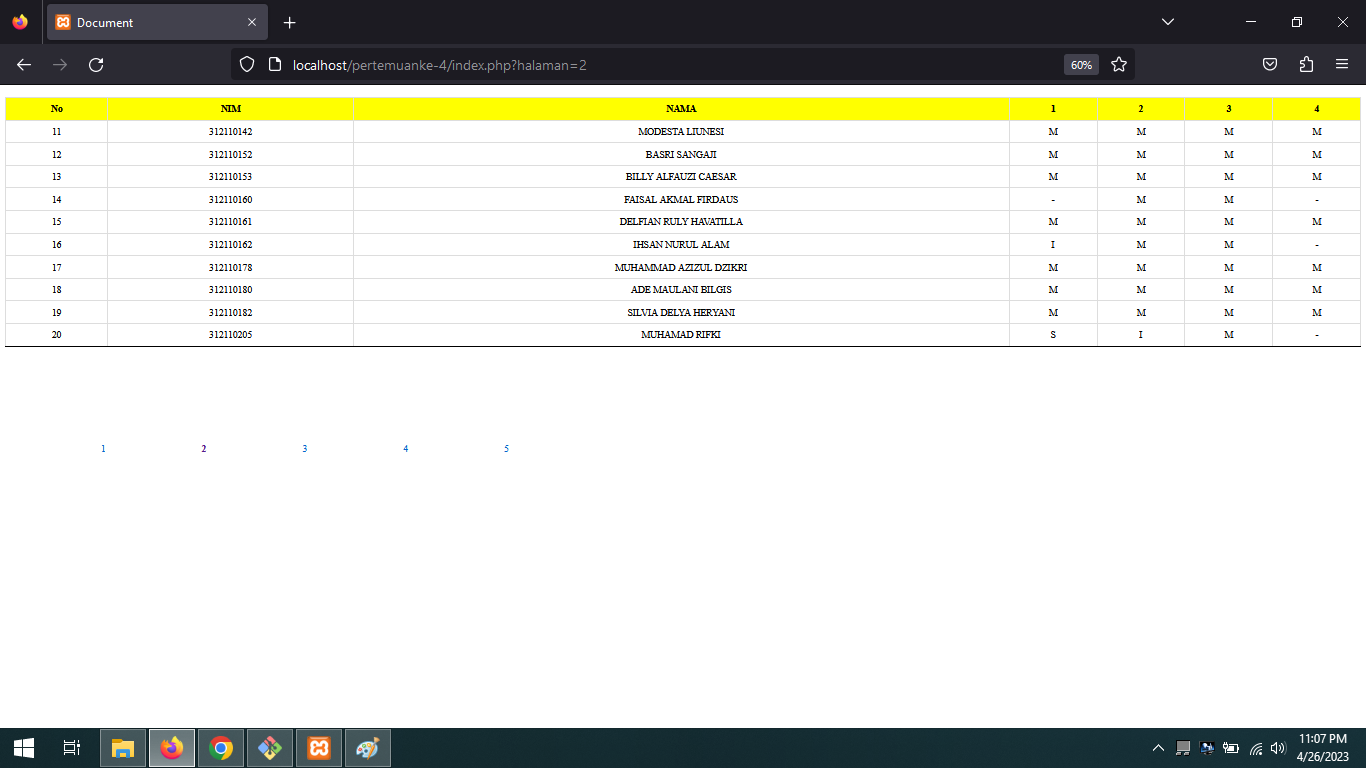 Document
localhost/pertemuanke-4/index.php?halaman=2 60%
No NIM NAMA 1 2 3 4
11 312110142 MODESTA LIUNESI M M M M
12 312110152 BASRI SANGAJI M M M M
13 312110153 BILLY ALFAUZI CAESAR M M M M
14 312110160 FAISAL AKMAL FIRDAUS - M M -
15 312110161 DELFIAN RULY HAVATILLA M M M M
16 312110162 IHSAN NURUL ALAM I M M -
17 312110178 MUHAMMAD AZIZUL DZIKRI M M M M
18 312110180 ADE MAULANI BILGIS M M M M
19 312110182 SILVIA DELYA HERYANI M M M M
20 312110205 MUHAMAD RIFKI S I M -
1 2 3 4 5
11:07 PM
4/26/2023